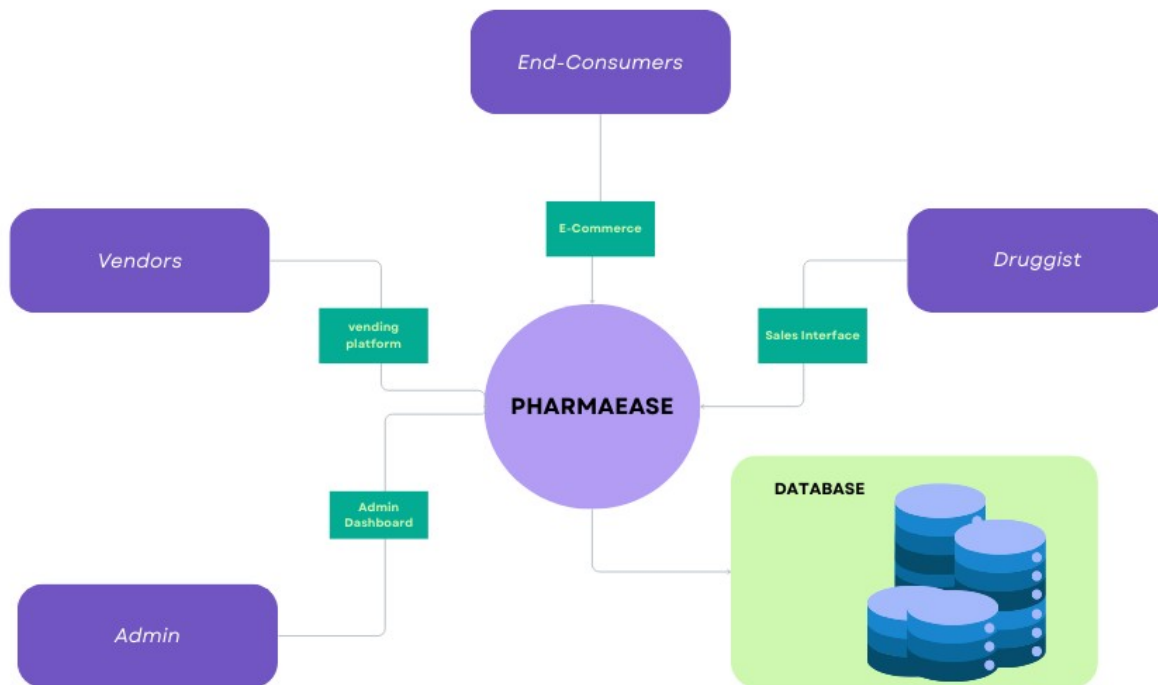 End-Consumers
E-Commerce
Vendors
Druggist
vending
platform
Sales Interface
PHARMAEASE
DATABASE
Admin
Dashboard
Admin